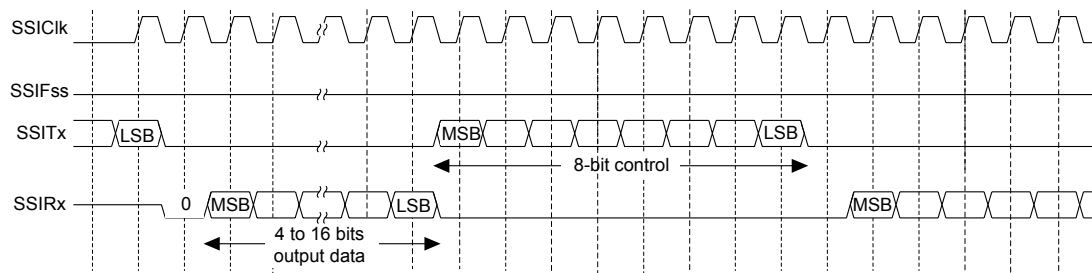 SSIClk
SSIFss
SSITx
LSB
MSB
LSB
8-bit control
SSIRx
0
MSB
LSB
MSB
4 to 16 bits
output data